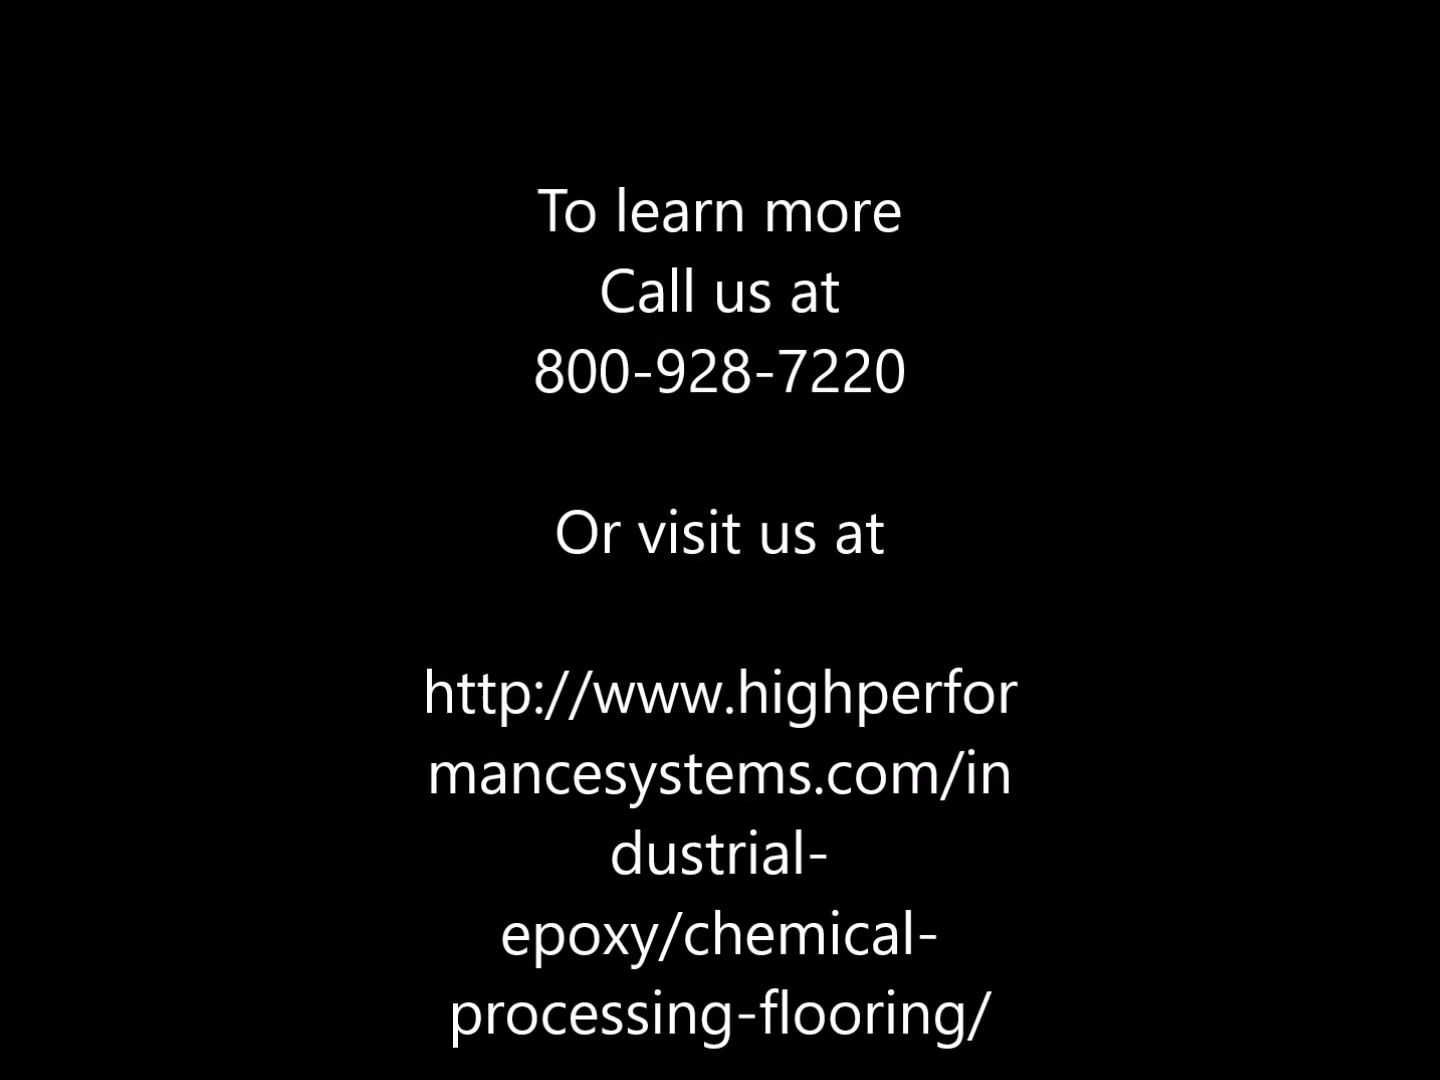 To learn more
Call us at
800-928-7220
Or visit us at
http://www.highperfor
mancesystems.com/in
dustrial-
epoxy/chemical-
processing-flooring/